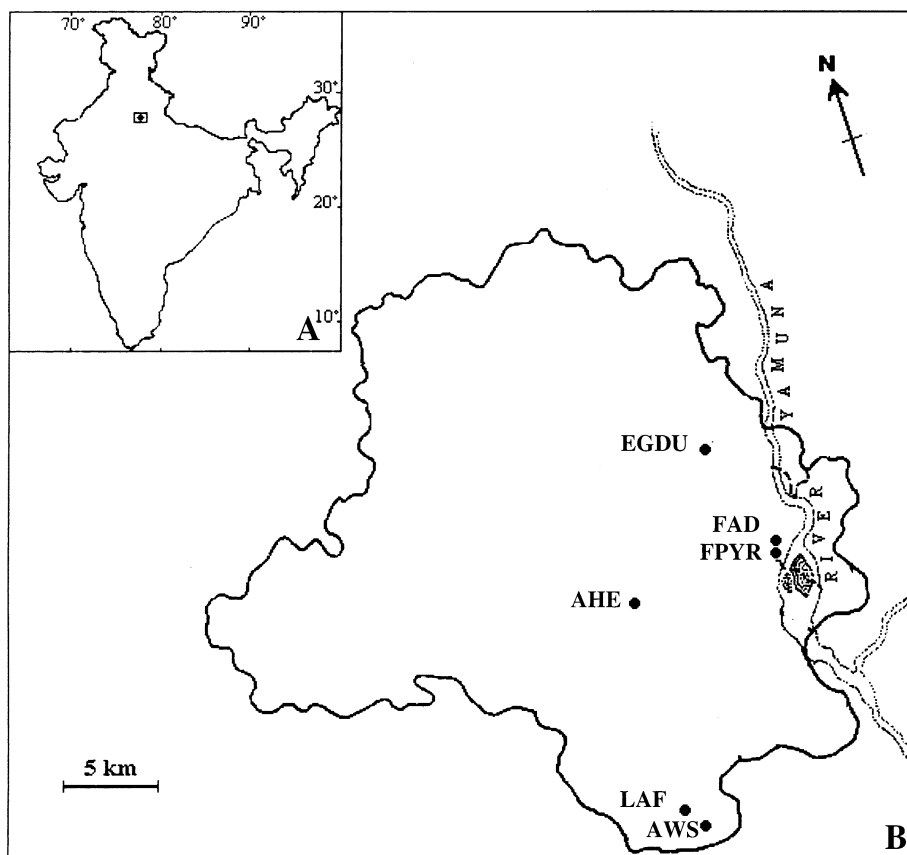 70° 80° 90°
30°
20°
10°
A
N
YAMUNA
RIVER
EGDU
FAD
FPYR
AHE
5 km
LAF
AWS
B